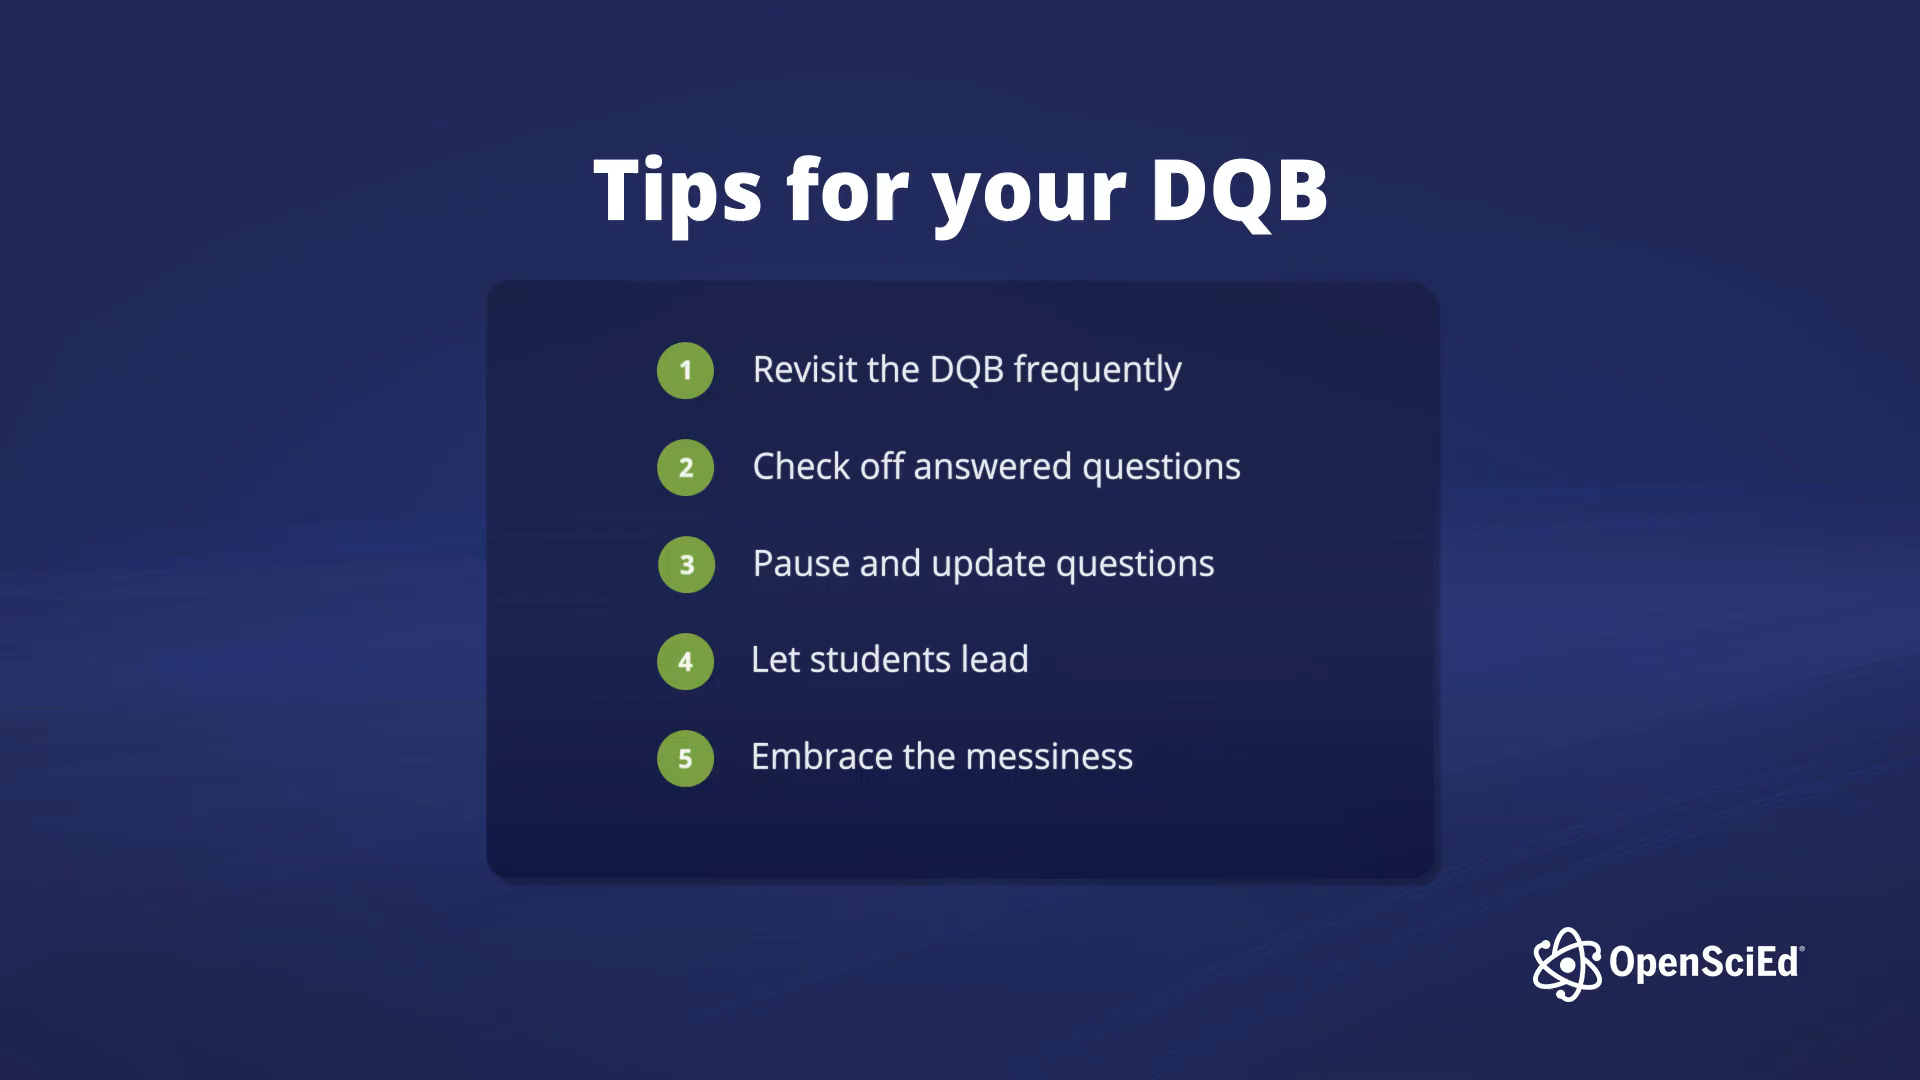 Tips for your DQB
1 Revisit the DQB frequently
2 Check off answered questions
3 Pause and update questions
4 Let students lead
5 Embrace the messiness
OpenSciEd®